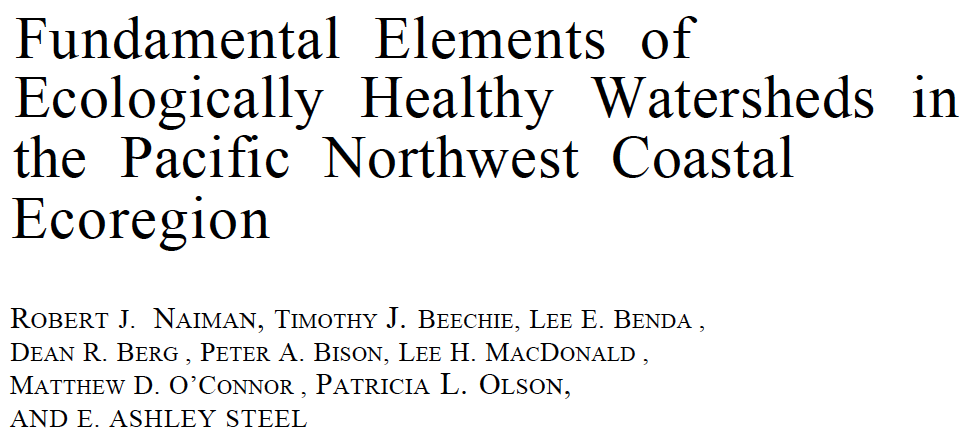 Fundamental Elements of
Ecologically Healthy Watersheds in
the Pacific Northwest Coastal
Ecoregion
ROBERT J. NAIMAN, TIMOTHY J. BEECHIE, LEE E. BENDA ,
DEAN R. BERG , PETER A. BISON, LEE H. MACDONALD ,
MATTHEW D. O’CONNOR , PATRICIA L. OLSON,
AND E. ASHLEY STEEL